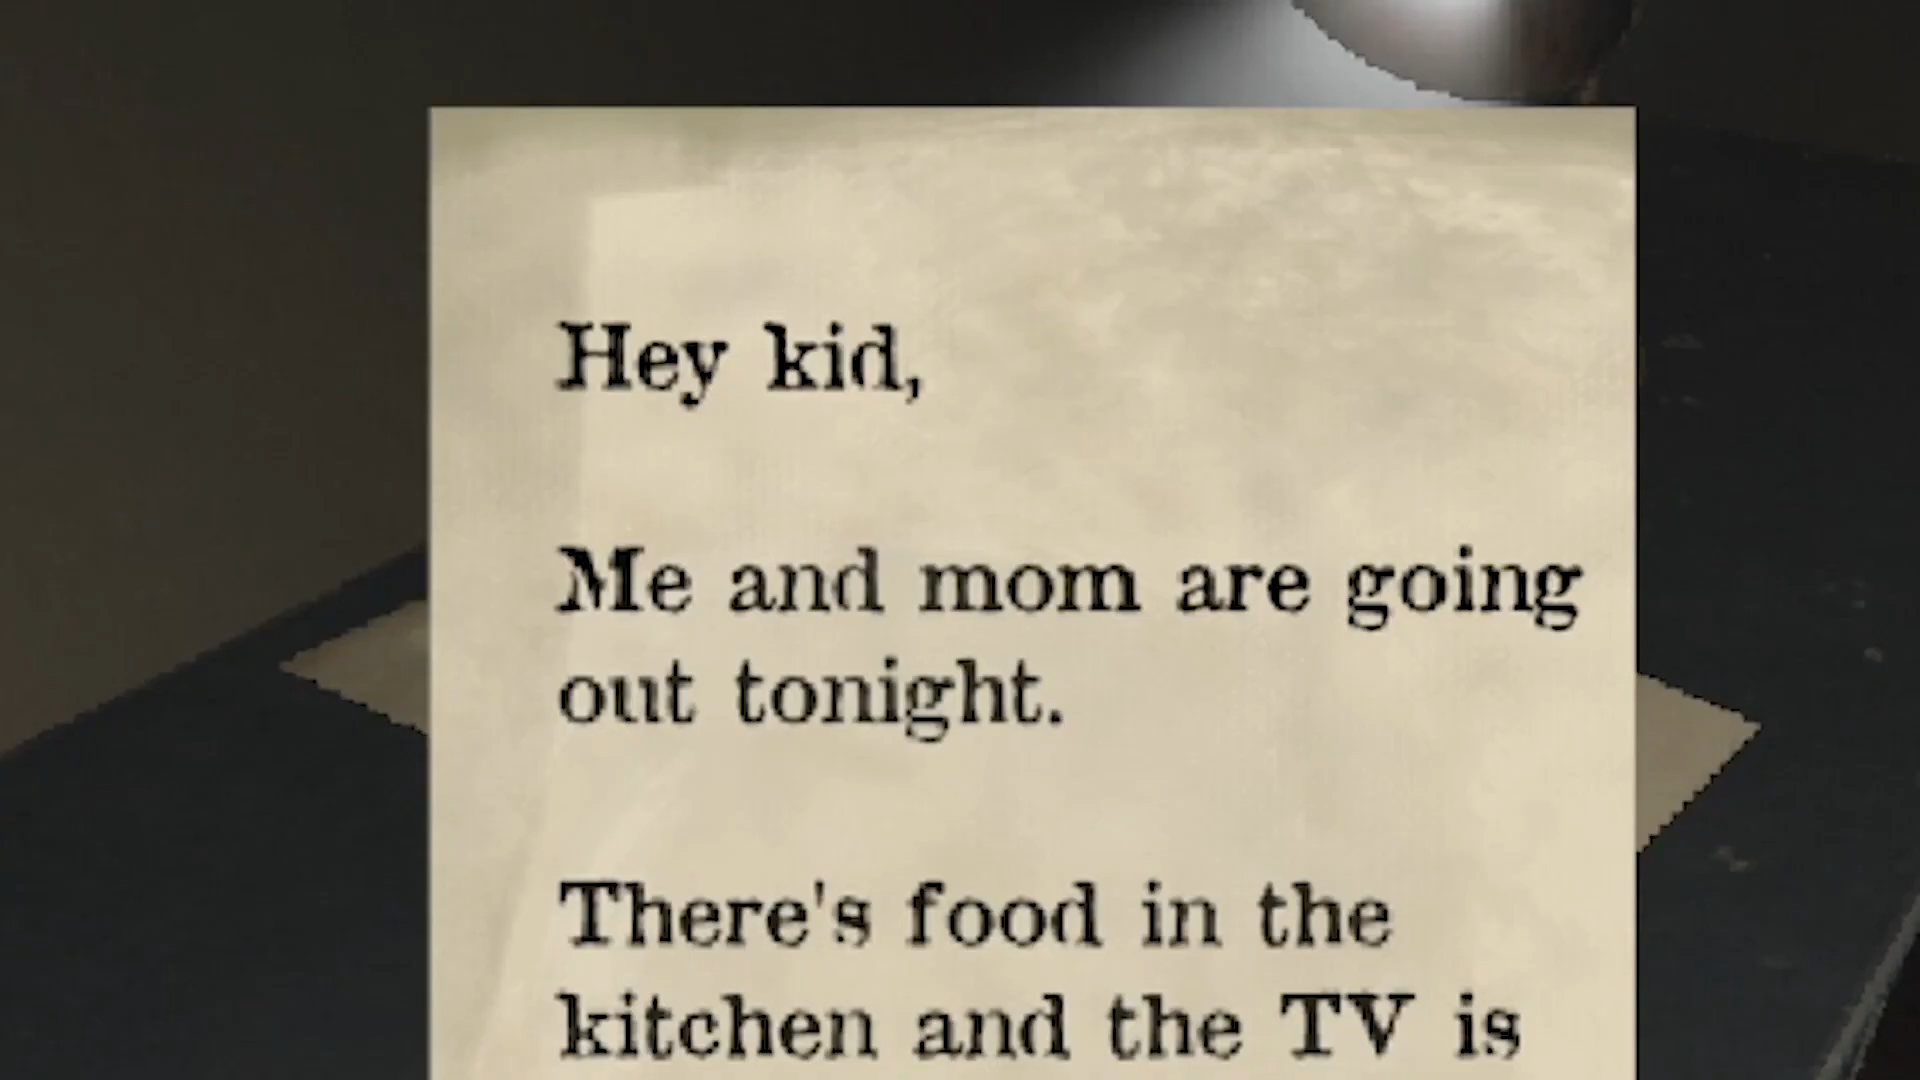 Hey kid,
Me and mom are going
out tonight.
There's food in the
kitchen and the TV is